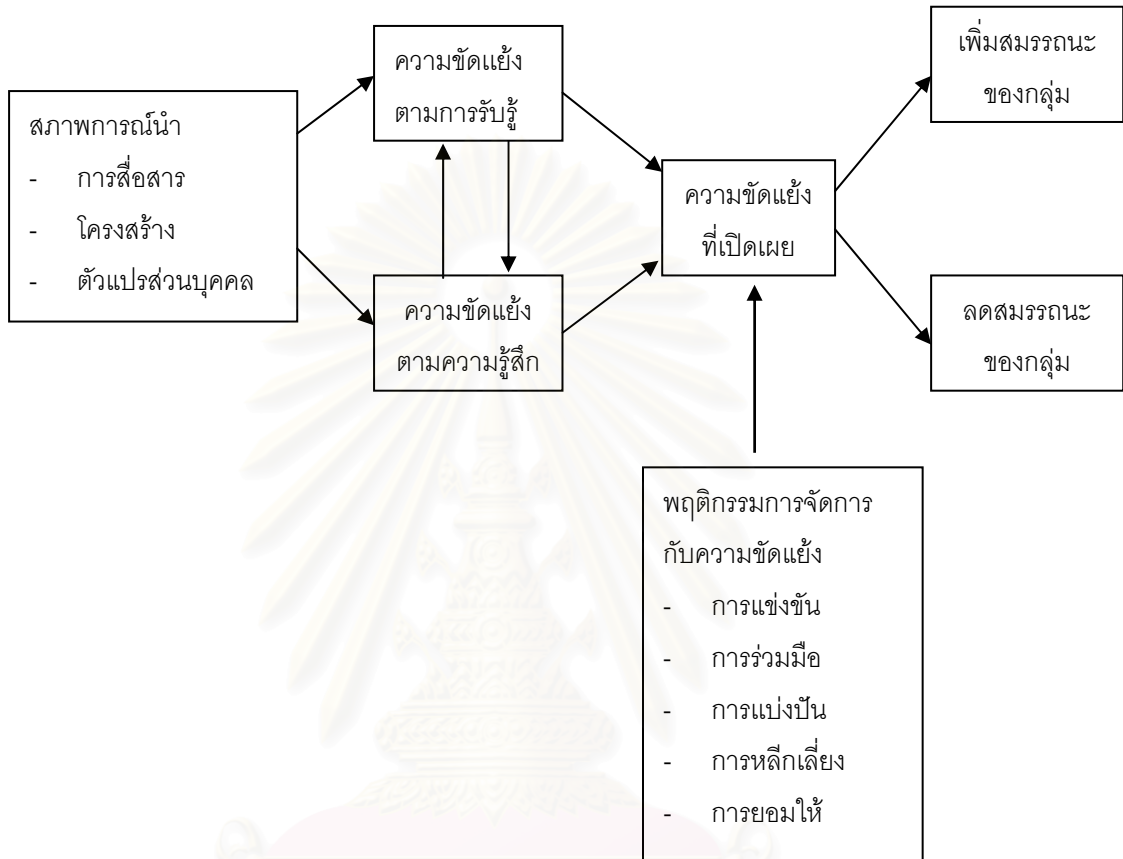 สภาพการณ์นำ
- การสื่อสาร
- โครงสร้าง
- ตัวแปรส่วนบุคคล
ความขัดแย้ง
ตามการรับรู้
ความขัดแย้ง
ตามความรู้สึก
ความขัดแย้ง
ที่เปิดเผย
เพิ่มสมรรถนะ
ของกลุ่ม
ลดสมรรถนะ
ของกลุ่ม
พฤติกรรมการจัดการ
กับความขัดแย้ง
- การแข่งขัน
- การร่วมมือ
- การแบ่งปัน
- การหลีกเลี่ยง
- การยอมให้